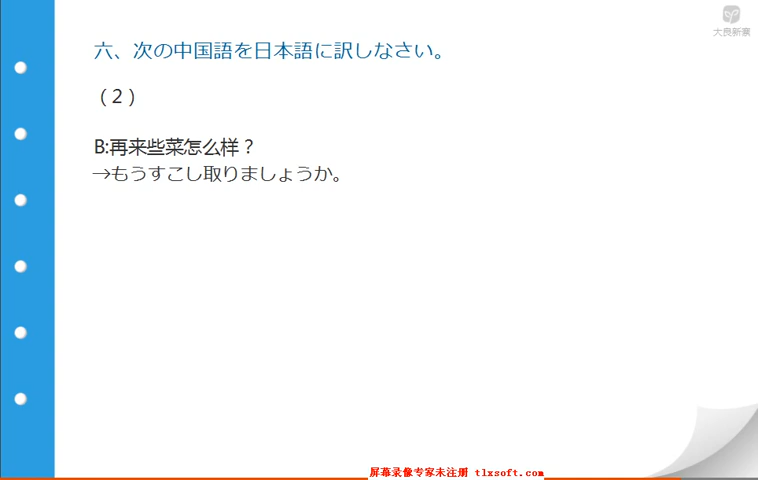 大良新寨
六、次の中国語を日本語に訳しなさい。
（2）
B:再来些菜怎么样？
→もうすこし取りましょうか。
屏幕录像专家未注册 tlxsoft.com